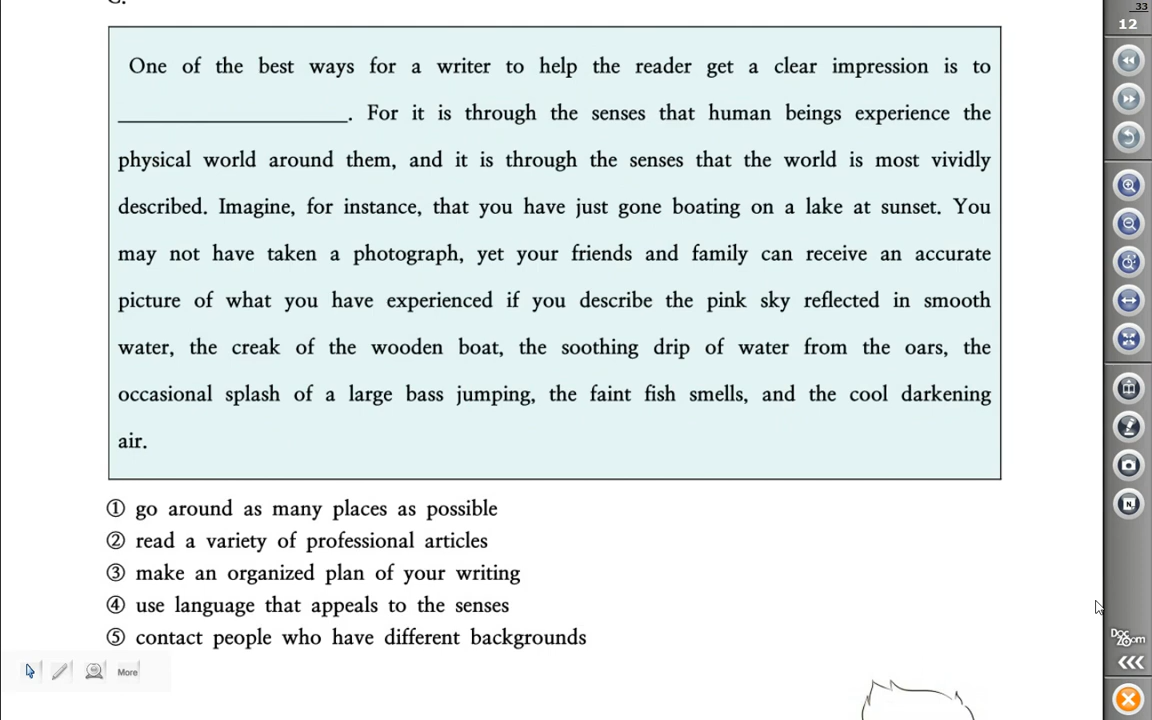 33
12
One of the best ways for a writer to help the reader get a clear impression is to
____________________. For it is through the senses that human beings experience the
physical world around them, and it is through the senses that the world is most vividly
described. Imagine, for instance, that you have just gone boating on a lake at sunset. You
may not have taken a photograph, yet your friends and family can receive an accurate
picture of what you have experienced if you describe the pink sky reflected in smooth
water, the creak of the wooden boat, the soothing drip of water from the oars, the
occasional splash of a large bass jumping, the faint fish smells, and the cool darkening
air.
① go around as many places as possible
② read a variety of professional articles
③ make an organized plan of your writing
④ use language that appeals to the senses
⑤ contact people who have different backgrounds
More
DocZoom